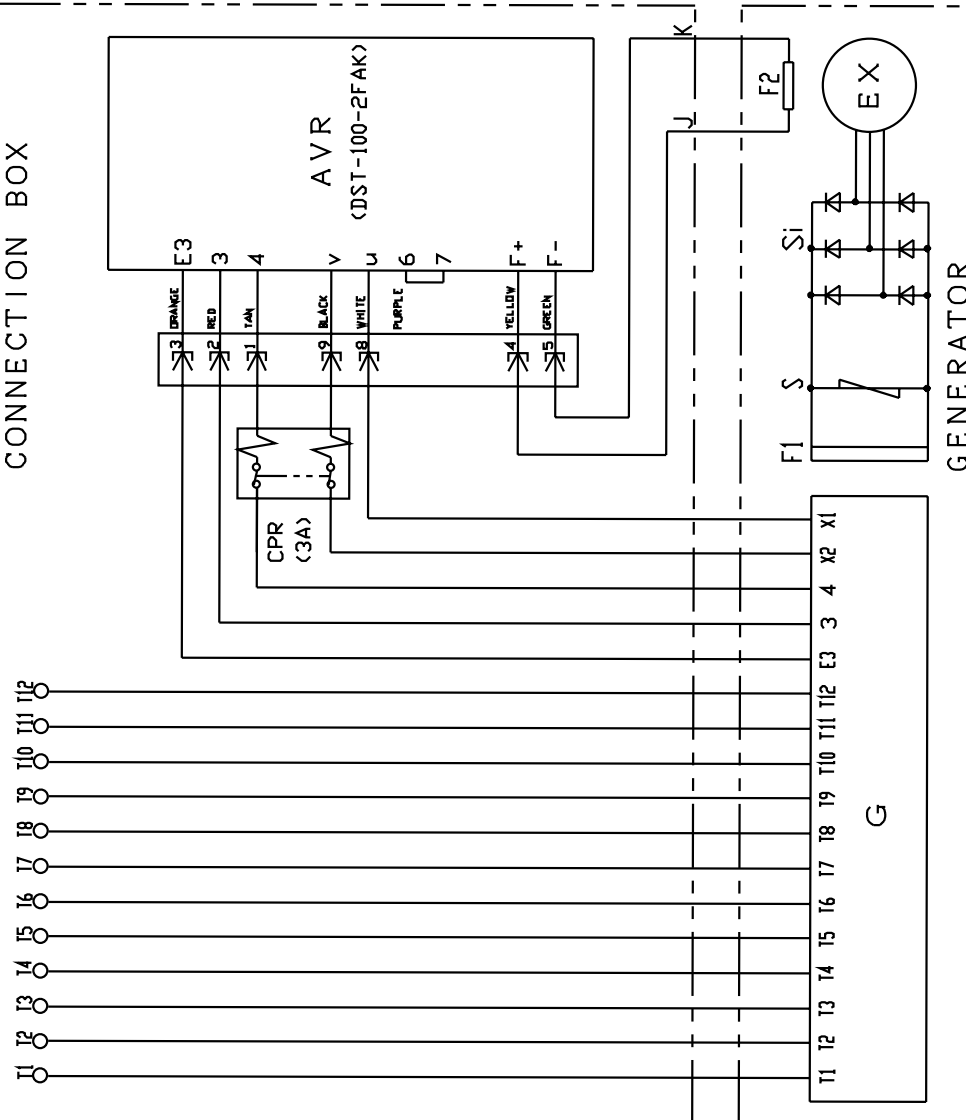 CONNECTION BOX
AVR
(DST-100-2FAK)
E3
3
4
v
u
6
7
F+
F-
ORANGE
RED
TAN
BLACK
WHITE
PURPLE
YELLOW
GREEN
3
2
1
9
8
4
5
CPR
(3A)
K
J
F2
EX
Si
S
F1
GENERATOR
X1
X2
4
3
E3
T12
T11
T10
T9
T8
T7
T6
T5
T4
T3
T2
T1
G
T12
T11
T10
T9
T8
T7
T6
T5
T4
T3
T2
T1